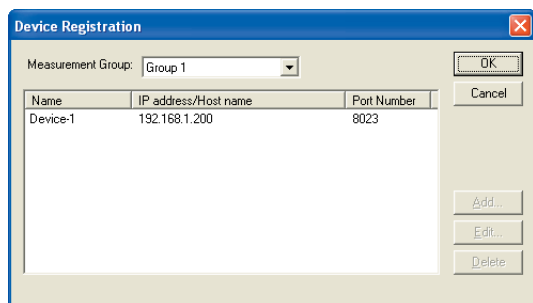 Device Registration
Measurement Group: Group 1
OK
Cancel
Name IP address/Host name Port Number
Device-1 192.168.1.200 8023
Add...
Edit...
Delete